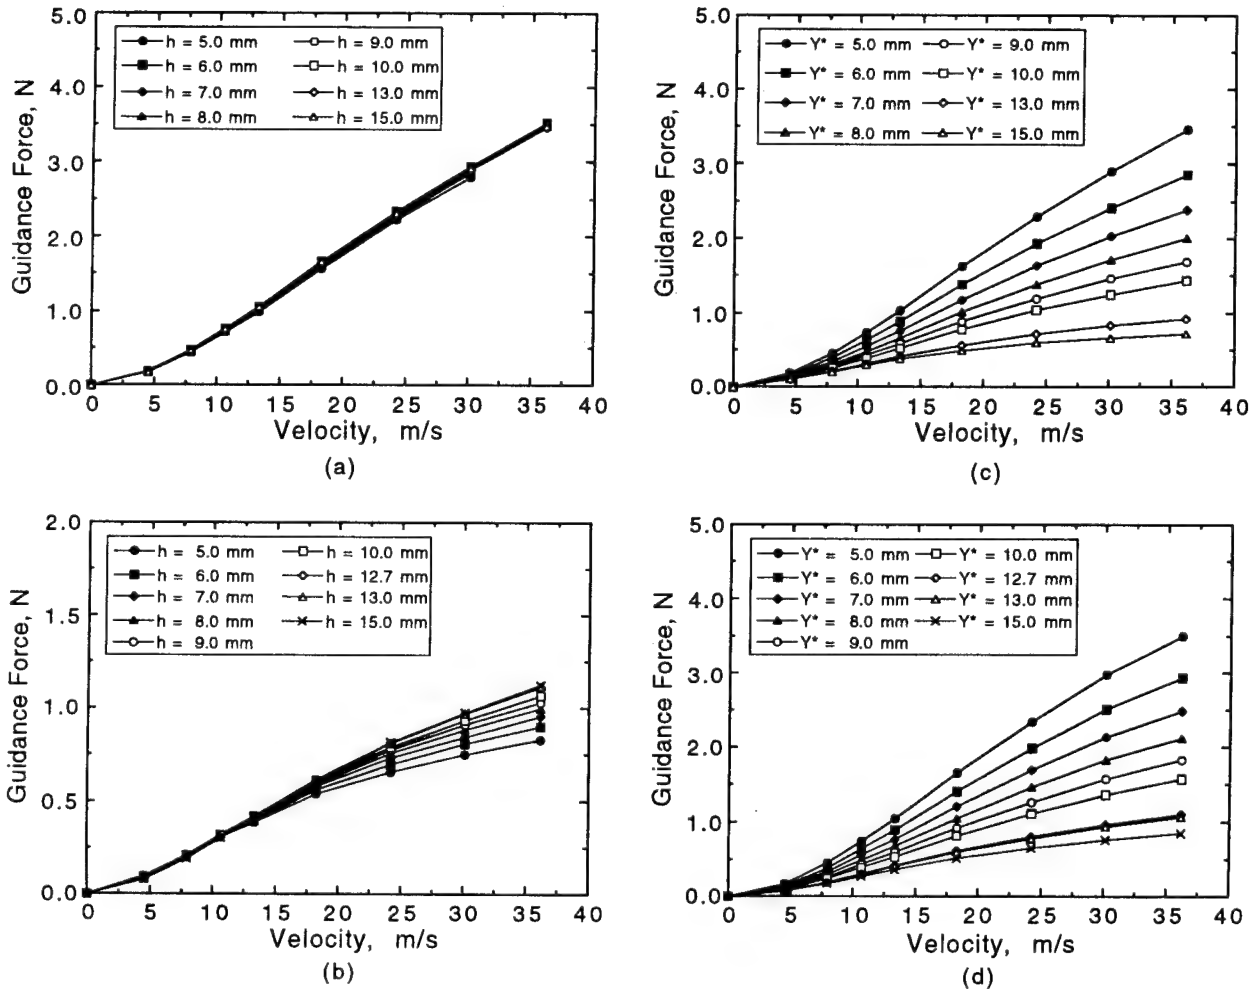 5.0
4.0
3.0
2.0
1.0
0.0
Guidance Force, N
h = 5.0 mm
h = 6.0 mm
h = 7.0 mm
h = 8.0 mm
h = 9.0 mm
h = 10.0 mm
h = 13.0 mm
h = 15.0 mm
0 5 10 15 20 25 30 35 40
Velocity, m/s
(a)
5.0
4.0
3.0
2.0
1.0
0.0
Guidance Force, N
Y* = 5.0 mm
Y* = 6.0 mm
Y* = 7.0 mm
Y* = 8.0 mm
Y* = 9.0 mm
Y* = 10.0 mm
Y* = 13.0 mm
Y* = 15.0 mm
0 5 10 15 20 25 30 35 40
Velocity, m/s
(c)
2.0
1.5
1.0
0.5
0.0
Guidance Force, N
h = 5.0 mm
h = 6.0 mm
h = 7.0 mm
h = 8.0 mm
h = 9.0 mm
h = 10.0 mm
h = 12.7 mm
h = 13.0 mm
h = 15.0 mm
0 5 10 15 20 25 30 35 40
Velocity, m/s
(b)
5.0
4.0
3.0
2.0
1.0
0.0
Guidance Force, N
Y* = 5.0 mm
Y* = 6.0 mm
Y* = 7.0 mm
Y* = 8.0 mm
Y* = 9.0 mm
Y* = 10.0 mm
Y* = 12.7 mm
Y* = 13.0 mm
Y* = 15.0 mm
0 5 10 15 20 25 30 35 40
Velocity, m/s
(d)